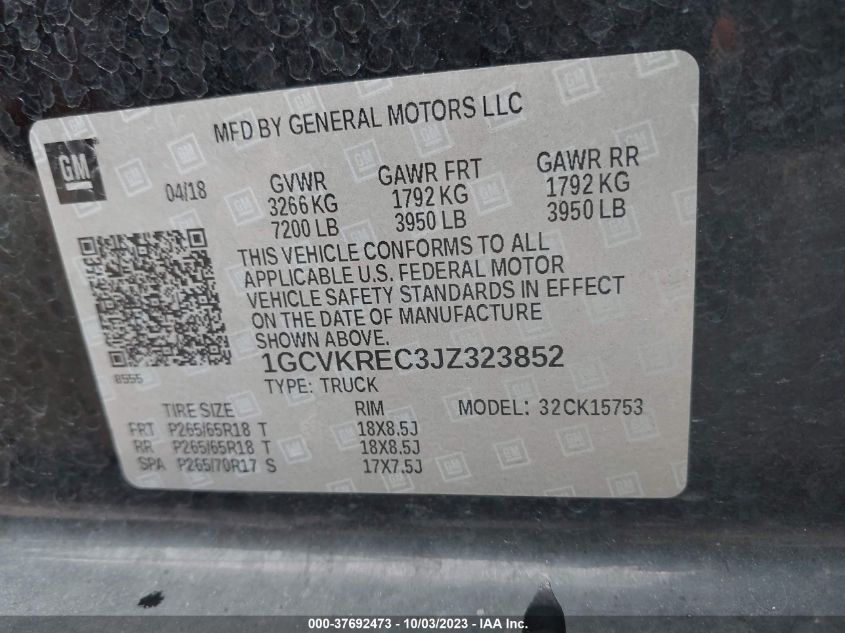 MFD BY GENERAL MOTORS LLC
GM
04/18
GVWR GAWR FRT GAWR RR
3266 KG 1792 KG 1792 KG
7200 LB 3950 LB 3950 LB
THIS VEHICLE CONFORMS TO ALL
APPLICABLE U.S. FEDERAL MOTOR
VEHICLE SAFETY STANDARDS IN EFFECT
ON THE DATE OF MANUFACTURE
SHOWN ABOVE.
1GCVKREC3JZ323852
8555
TYPE: TRUCK
TIRE SIZE RIM MODEL: 32CK15753
FRT P265/65R18 T 18X8.5J
RR P265/65R18 T 18X8.5J
SPA P265/70R17 S 17X7.5J
000-37692473 - 10/03/2023 - Copyright IAA, LLC.